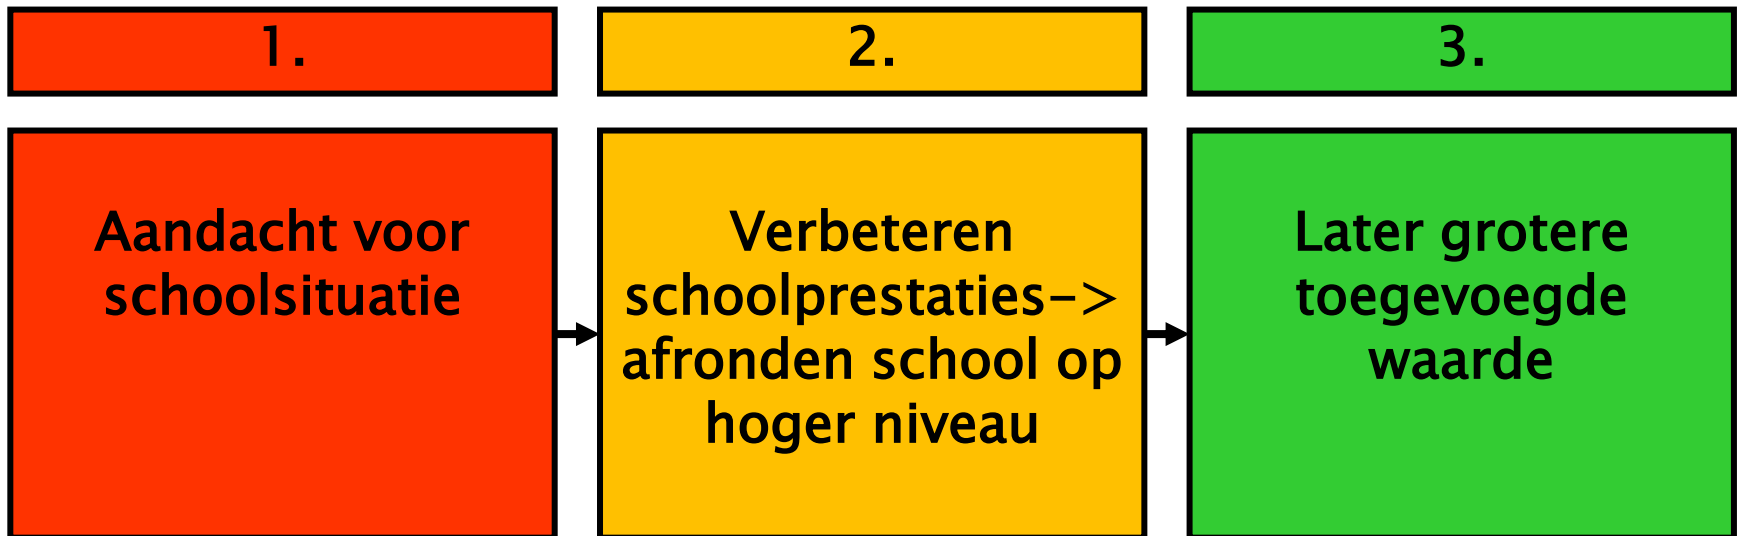 1.
2.
3.
Aandacht voor
schoolsituatie
Verbeteren
schoolprestaties->
afronden school op
hoger niveau
Later grotere
toegevoegde
waarde